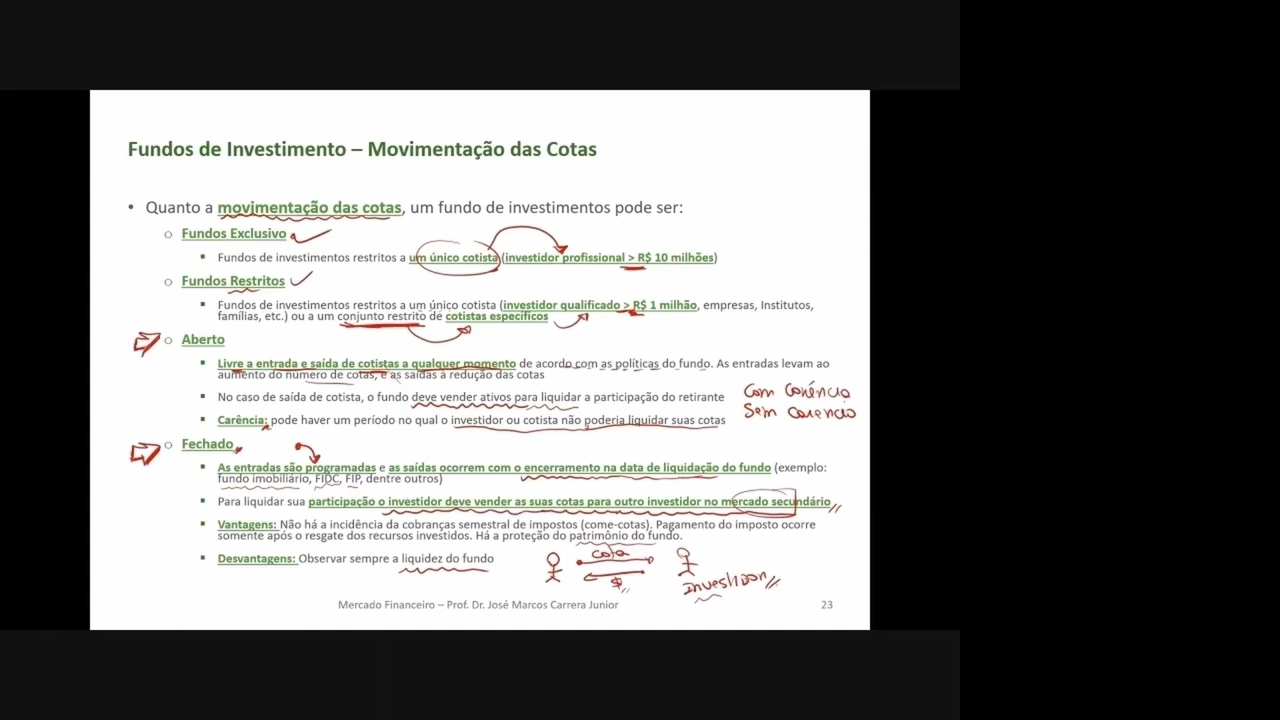 Fundos de Investimento – Movimentação das Cotas
• Quanto a movimentação das cotas, um fundo de investimentos pode ser:
○ Fundos Exclusivo
▪ Fundos de investimentos restritos a um único cotista (investidor profissional > R$ 10 milhões)
○ Fundos Restritos
▪ Fundos de investimentos restritos a um único cotista (investidor qualificado > R$ 1 milhão, empresas, Institutos,
famílias, etc.) ou a um conjunto restrito de cotistas específicos
○ Aberto
▪ Livre a entrada e saída de cotistas a qualquer momento de acordo com as políticas do fundo. As entradas levam ao
aumento do número de cotas, e as saídas à redução das cotas
▪ No caso de saída de cotista, o fundo deve vender ativos para liquidar a participação do retirante
Com Carência
Sem Carência
▪ Carência: pode haver um período no qual o investidor ou cotista não poderia liquidar suas cotas
○ Fechado
▪ As entradas são programadas e as saídas ocorrem com o encerramento na data de liquidação do fundo (exemplo:
fundo imobiliário, FIDC, FIP, dentre outros)
▪ Para liquidar sua participação o investidor deve vender as suas cotas para outro investidor no mercado secundário
▪ Vantagens: Não há a incidência da cobranças semestral de impostos (come-cotas). Pagamento do imposto ocorre
somente após o resgate dos recursos investidos. Há a proteção do patrimônio do fundo.
▪ Desvantagens: Observar sempre a liquidez do fundo
cota
$
Investidor
Mercado Financeiro – Prof. Dr. José Marcos Carrera Junior
23